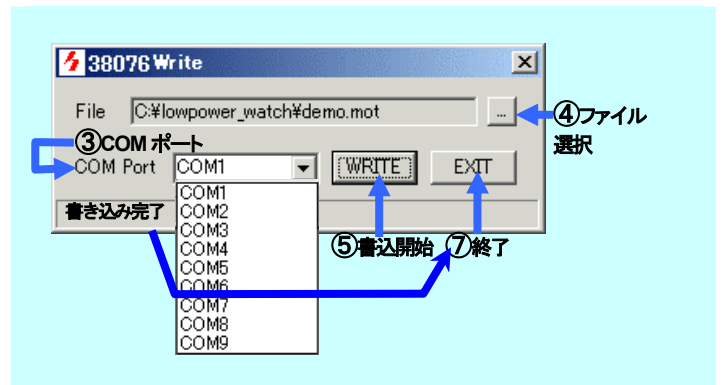 38076 Write
File C:¥lowpower_watch¥demo.mot ...
④ファイル
選択
③COM ポート
COM Port COM1 WRITE EXIT
COM1
COM2
COM3
COM4
COM5
COM6
COM7
COM8
COM9
書き込み完了
⑤書込開始 ⑦終了